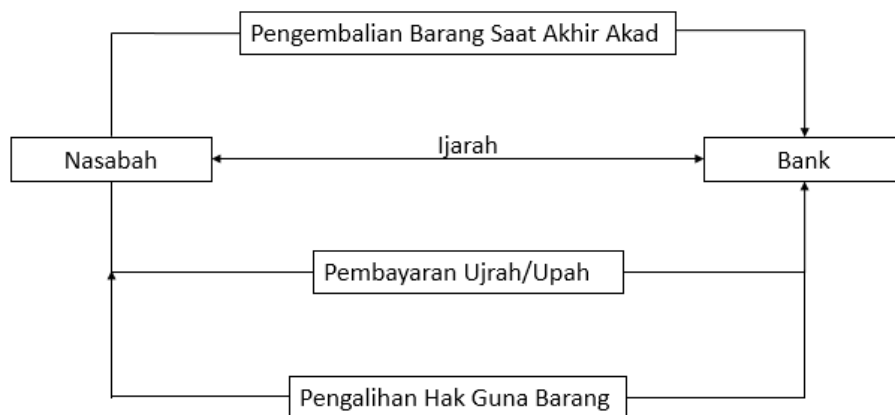 Pengembalian Barang Saat Akhir Akad
Ijarah
Nasabah
Bank
Pembayaran Ujrah/Upah
Pengalihan Hak Guna Barang